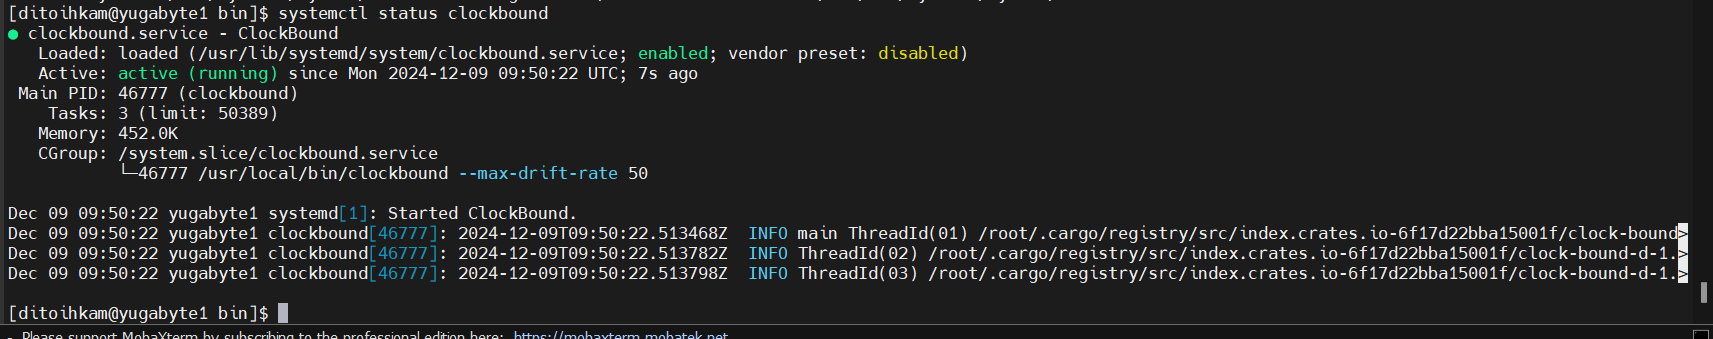 [ditoihkam@yugabyte1 bin]$ systemctl status clockbound
● clockbound.service - ClockBound
   Loaded: loaded (/usr/lib/systemd/system/clockbound.service; enabled; vendor preset: disabled)
   Active: active (running) since Mon 2024-12-09 09:50:22 UTC; 7s ago
 Main PID: 46777 (clockbound)
    Tasks: 3 (limit: 50389)
   Memory: 452.0K
   CGroup: /system.slice/clockbound.service
           └─46777 /usr/local/bin/clockbound --max-drift-rate 50
Dec 09 09:50:22 yugabyte1 systemd[1]: Started ClockBound.
Dec 09 09:50:22 yugabyte1 clockbound[46777]: 2024-12-09T09:50:22.513468Z  INFO main ThreadId(01) /root/.cargo/registry/src/index.crates.io-6f17d22bba15001f/clock-bound>
Dec 09 09:50:22 yugabyte1 clockbound[46777]: 2024-12-09T09:50:22.513782Z  INFO ThreadId(02) /root/.cargo/registry/src/index.crates.io-6f17d22bba15001f/clock-bound-d-1.>
Dec 09 09:50:22 yugabyte1 clockbound[46777]: 2024-12-09T09:50:22.513798Z  INFO ThreadId(03) /root/.cargo/registry/src/index.crates.io-6f17d22bba15001f/clock-bound-d-1.>
[ditoihkam@yugabyte1 bin]$
- Please support MobaXterm by subscribing to the professional edition here: https://mobaxterm.mobatek.net